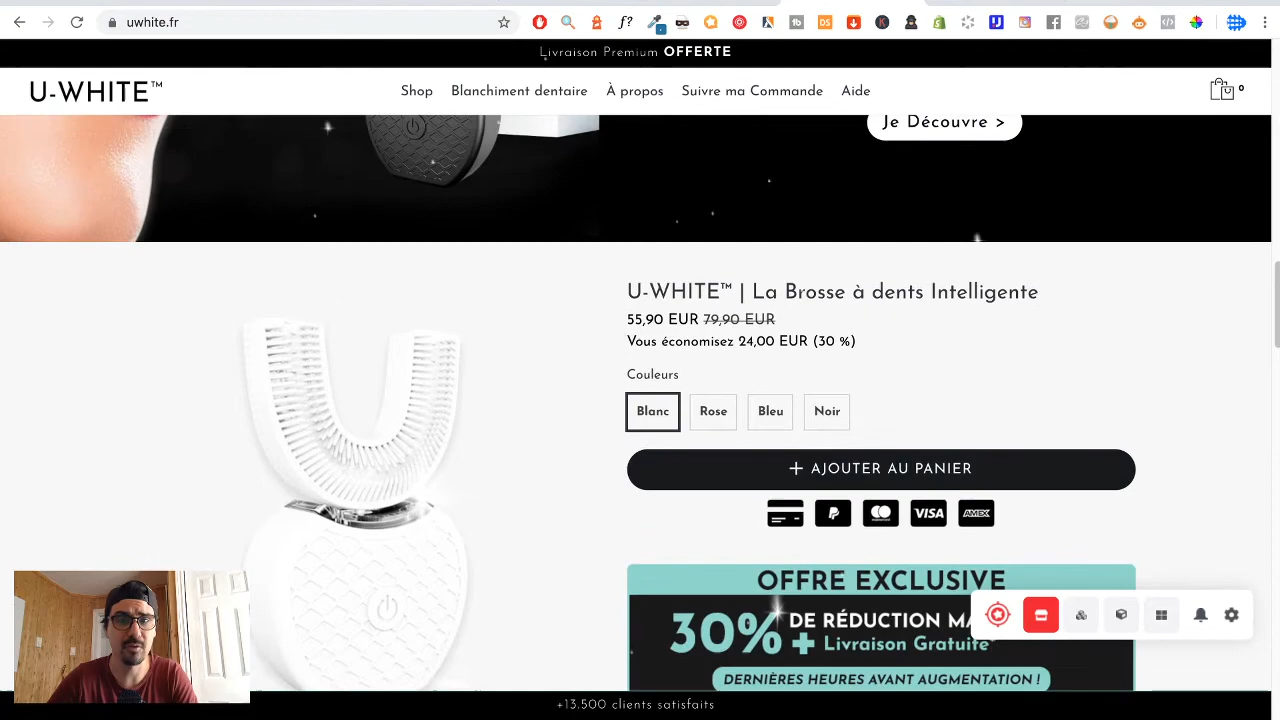 uwhite.fr
Livraison Premium OFFERTE
U-WHITE™
Shop
Blanchiment dentaire
À propos
Suivre ma Commande
Aide
0
Je Découvre >
U-WHITE™ | La Brosse à dents Intelligente
55,90 EUR 79,90 EUR
Vous économisez 24,00 EUR (30 %)
Couleurs
Blanc
Rose
Bleu
Noir
+ AJOUTER AU PANIER
VISA
AMEX
OFFRE EXCLUSIVE
30% DE RÉDUCTION
+ Livraison Gratuite
DERNIÈRES HEURES AVANT AUGMENTATION !
+13.500 clients satisfaits